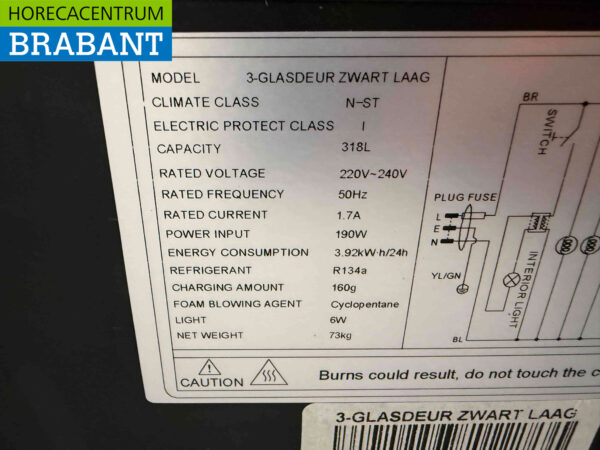 HORECACENTRUM
BRABANT
MODEL 3-GLASDEUR ZWART LAAG
CLIMATE CLASS N-ST
ELECTRIC PROTECT CLASS I
CAPACITY 318L
RATED VOLTAGE 220V~240V
RATED FREQUENCY 50Hz
RATED CURRENT 1.7A
POWER INPUT 190W
ENERGY CONSUMPTION 3.92kW·h/24h
REFRIGERANT R134a
CHARGING AMOUNT 160g
FOAM BLOWING AGENT Cyclopentane
LIGHT 6W
NET WEIGHT 73kg
BR
SWITCH
PLUG FUSE
L
E
N
YL/GN
INTERIOR LIGHT
BL
CAUTION
Burns could result, do not touch the c
3-GLASDEUR ZWART LAAG